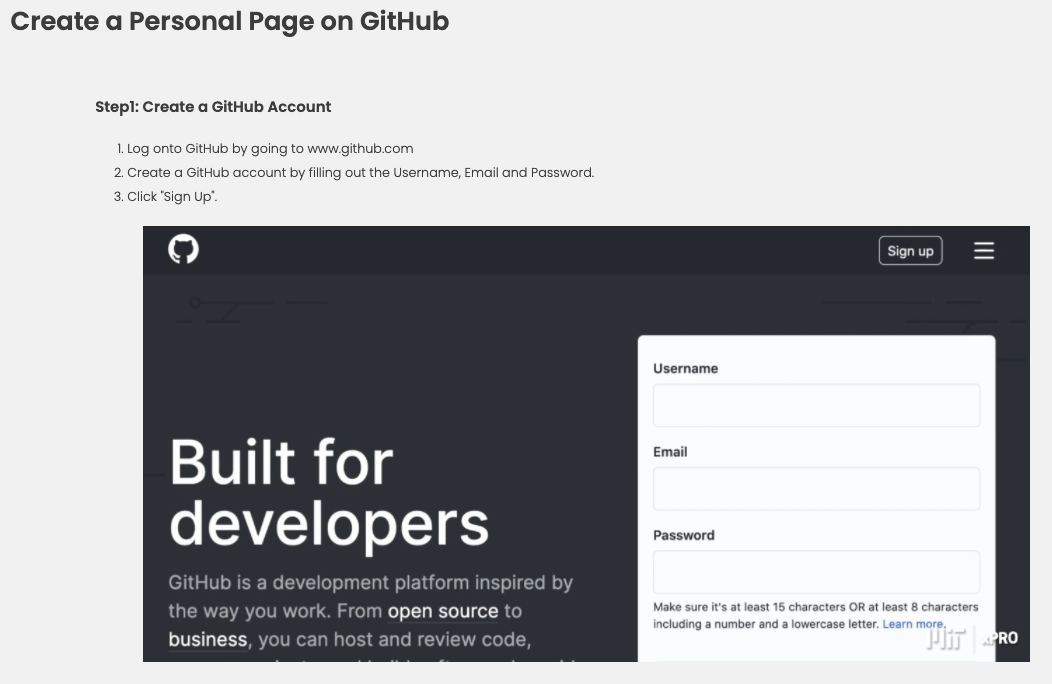 Create a Personal Page on GitHub
Step1: Create a GitHub Account
1. Log onto GitHub by going to www.github.com
2. Create a GitHub account by filling out the Username, Email and Password.
3. Click "Sign Up".
Sign up
Built for
developers
GitHub is a development platform inspired by
the way you work. From open source to
business, you can host and review code,
Username
Email
Password
Make sure it's at least 15 characters OR at least 8 characters
including a number and a lowercase letter. Learn more.
MIT xPRO